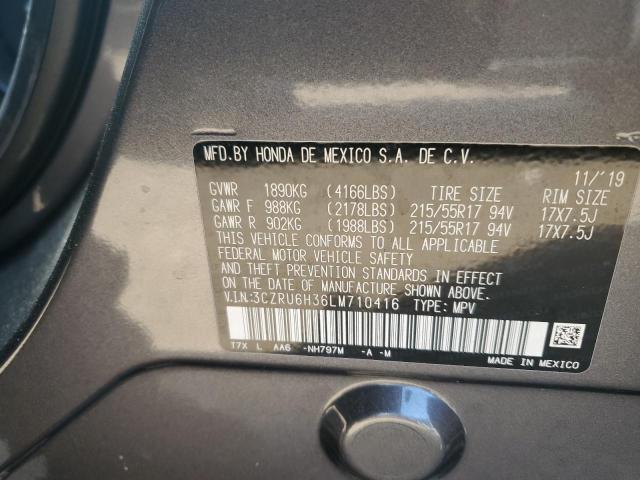 MFD.BY HONDA DE MEXICO S.A. DE C.V.
11/'19
GVWR 1890KG (4166LBS) TIRE SIZE RIM SIZE
GAWR F 988KG (2178LBS) 215/55R17 94V 17X7.5J
GAWR R 902KG (1988LBS) 215/55R17 94V 17X7.5J
THIS VEHICLE CONFORMS TO ALL APPLICABLE
FEDERAL MOTOR VEHICLE SAFETY
AND THEFT PREVENTION STANDARDS IN EFFECT
ON THE DATE OF MANUFACTURE SHOWN ABOVE.
V.I.N:3CZRU6H36LM710416 TYPE: MPV
T7X L AA6 -NH797M -A -M
MADE IN MEXICO